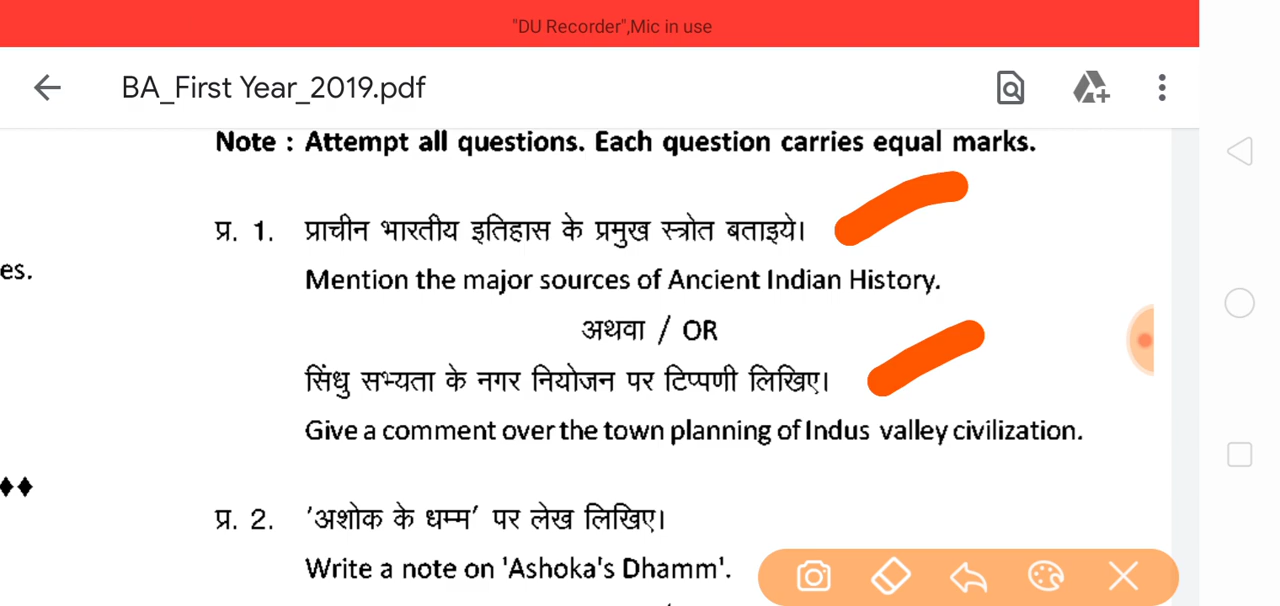 "DU Recorder",Mic in use
BA_First Year_2019.pdf
Note : Attempt all questions. Each question carries equal marks.
प्र. 1. प्राचीन भारतीय इतिहास के प्रमुख स्त्रोत बताइये।
es.
Mention the major sources of Ancient Indian History.
अथवा / OR
सिंधु सभ्यता के नगर नियोजन पर टिप्पणी लिखिए।
Give a comment over the town planning of Indus valley civilization.
प्र. 2. 'अशोक के धम्म' पर लेख लिखिए।
Write a note on 'Ashoka's Dhamm'.